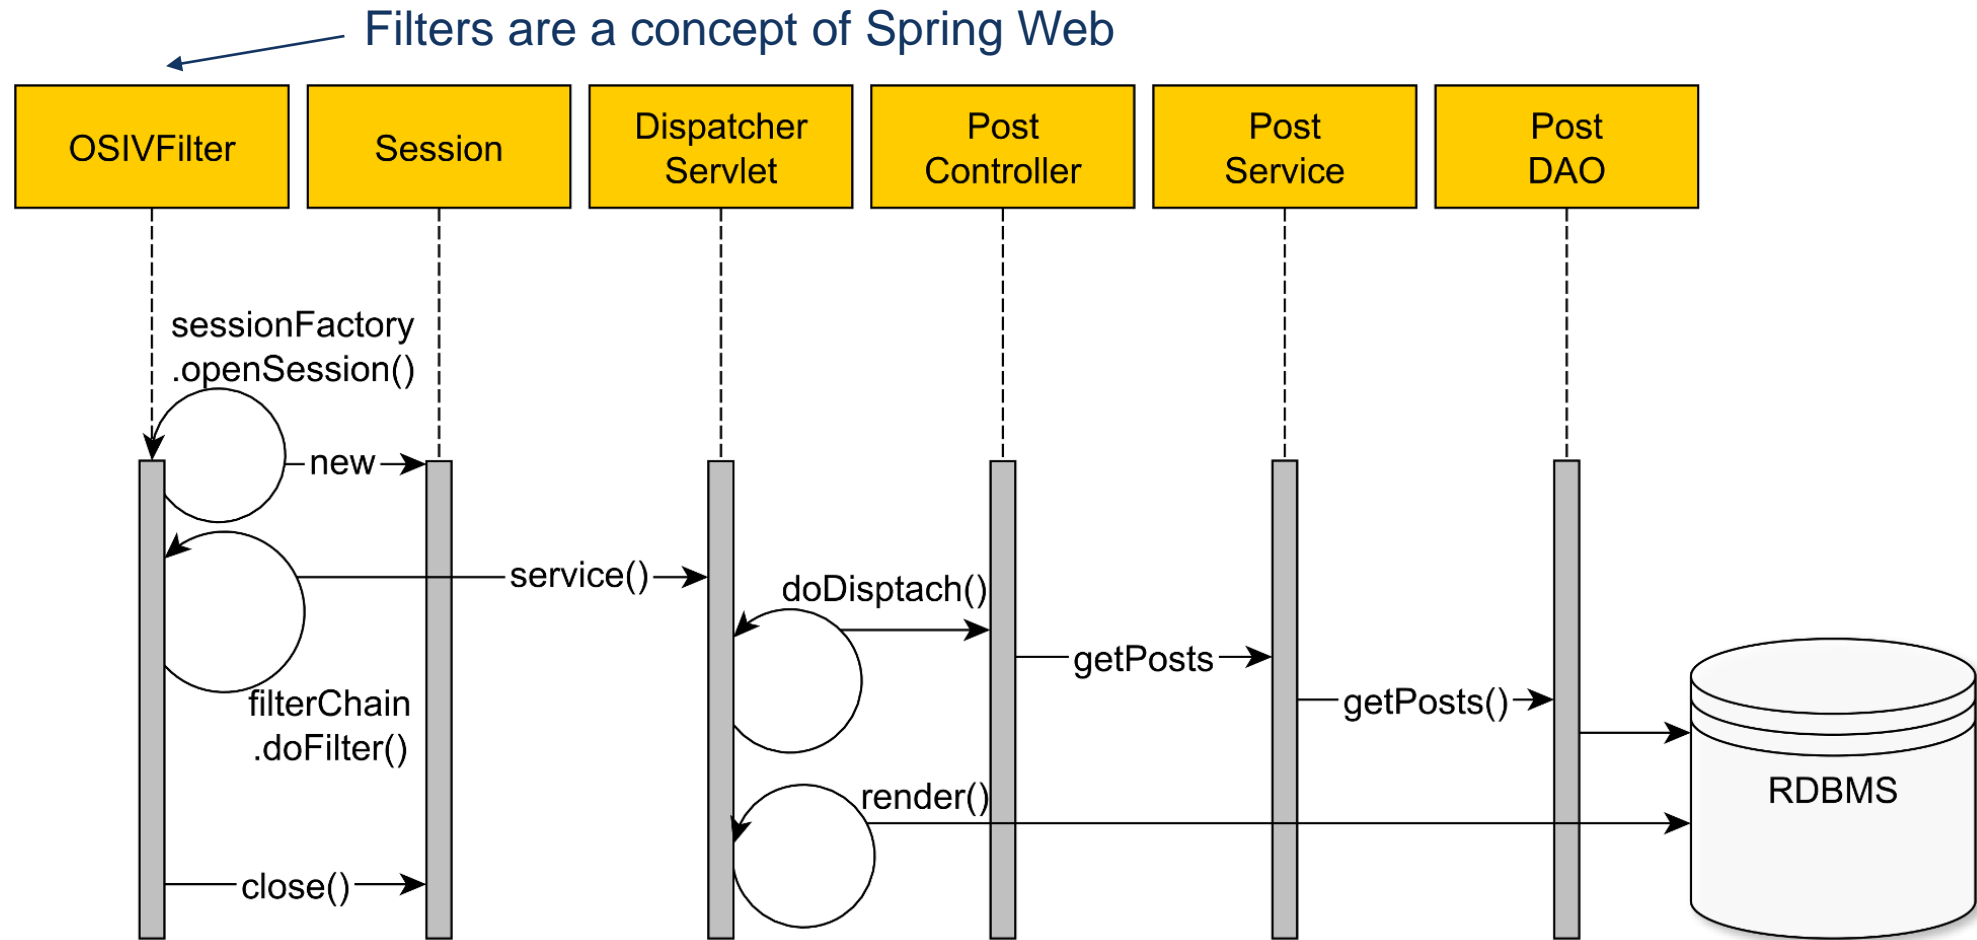 Filters are a concept of Spring Web
OSIVFilter
Session
Dispatcher
Servlet
Post
Controller
Post
Service
Post
DAO
sessionFactory
.openSession()
new
service()
doDisptach()
getPosts
getPosts()
filterChain
.doFilter()
render()
RDBMS
close()